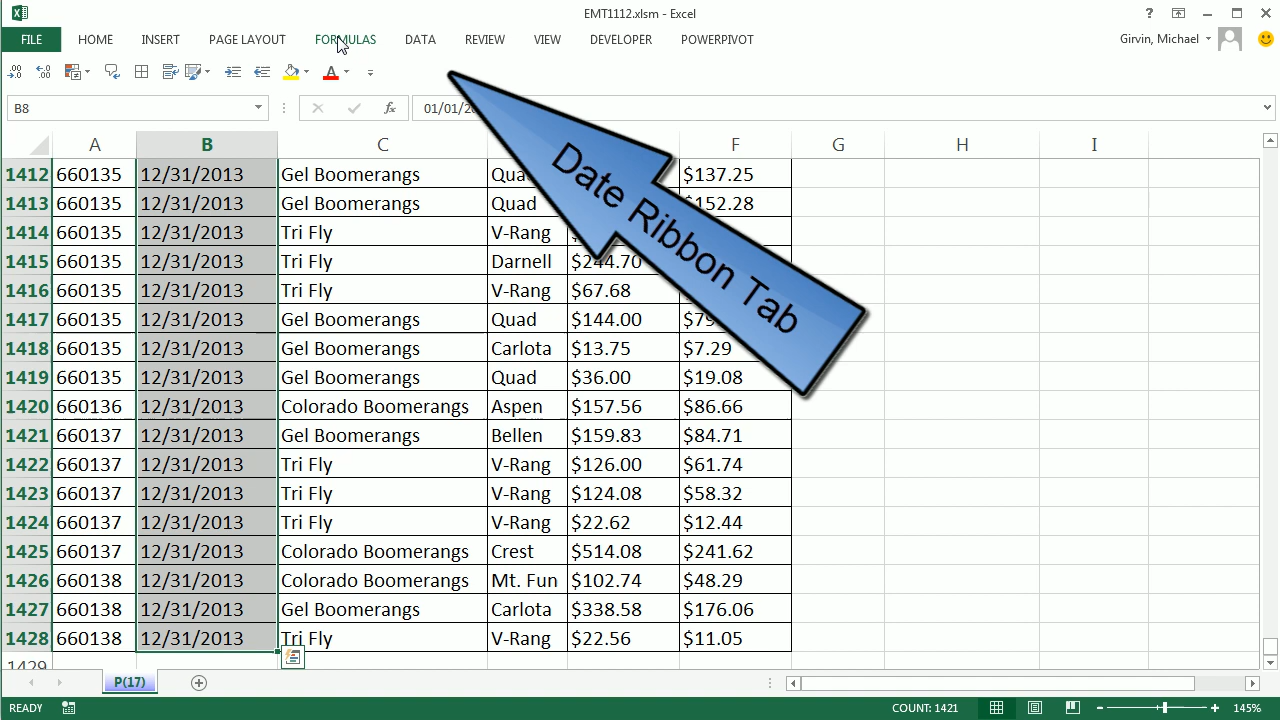 EMT1112.xlsm - Excel
FILE HOME INSERT PAGE LAYOUT FORMULAS DATA REVIEW VIEW DEVELOPER POWERPIVOT Girvin, Michael
B8 fx 01/01/20
A B C F G H I
1412 660135 12/31/2013 Gel Boomerangs $137.25
1413 660135 12/31/2013 Gel Boomerangs Quad $152.28
1414 660135 12/31/2013 Tri Fly V-Rang
1415 660135 12/31/2013 Tri Fly Darnell $244.70
1416 660135 12/31/2013 Tri Fly V-Rang $67.68
1417 660135 12/31/2013 Gel Boomerangs Quad $144.00
1418 660135 12/31/2013 Gel Boomerangs Carlota $13.75 $7.29
1419 660135 12/31/2013 Gel Boomerangs Quad $36.00 $19.08
1420 660136 12/31/2013 Colorado Boomerangs Aspen $157.56 $86.66
1421 660137 12/31/2013 Gel Boomerangs Bellen $159.83 $84.71
1422 660137 12/31/2013 Tri Fly V-Rang $126.00 $61.74
1423 660137 12/31/2013 Tri Fly V-Rang $124.08 $58.32
1424 660137 12/31/2013 Tri Fly V-Rang $22.62 $12.44
1425 660137 12/31/2013 Colorado Boomerangs Crest $514.08 $241.62
1426 660138 12/31/2013 Colorado Boomerangs Mt. Fun $102.74 $48.29
1427 660138 12/31/2013 Gel Boomerangs Carlota $338.58 $176.06
1428 660138 12/31/2013 Tri Fly V-Rang $22.56 $11.05
1429
Date Ribbon Tab
P(17)
READY COUNT: 1421 145%